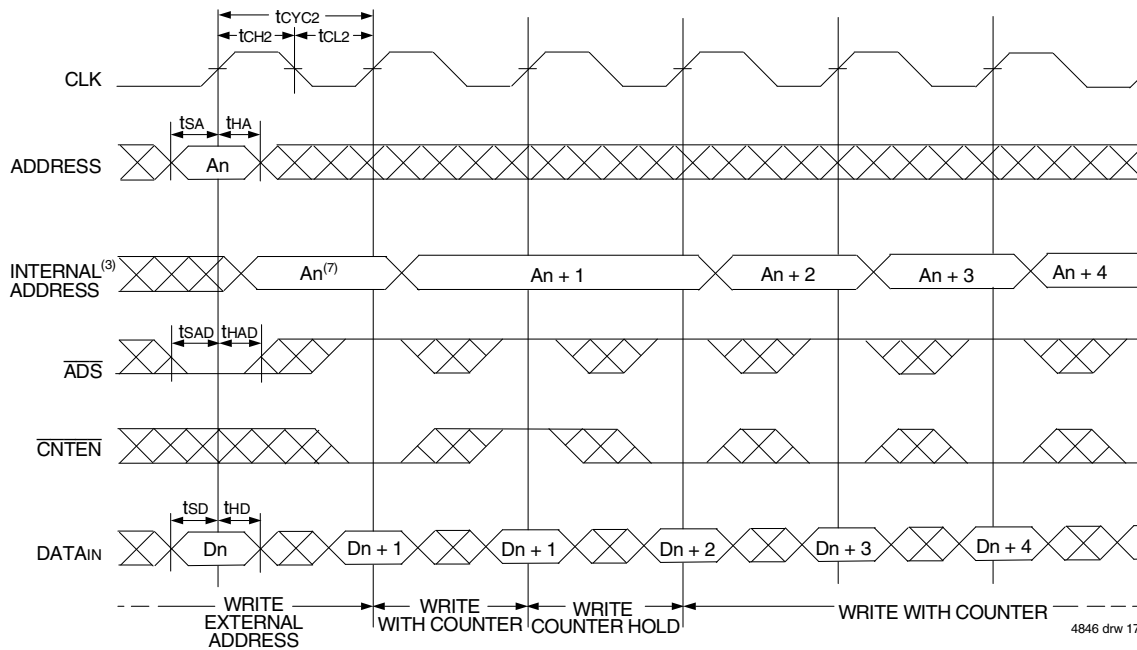 tCYC2
tCH2 tCL2
CLK
tSA tHA
ADDRESS An
INTERNAL(3) ADDRESS An(7) An + 1 An + 2 An + 3 An + 4
tSAD tHAD
ADS
CNTEN
tSD tHD
DATAIN Dn Dn + 1 Dn + 1 Dn + 2 Dn + 3 Dn + 4
WRITE EXTERNAL ADDRESS
WRITE WITH COUNTER
WRITE COUNTER HOLD
WRITE WITH COUNTER
4846 drw 17